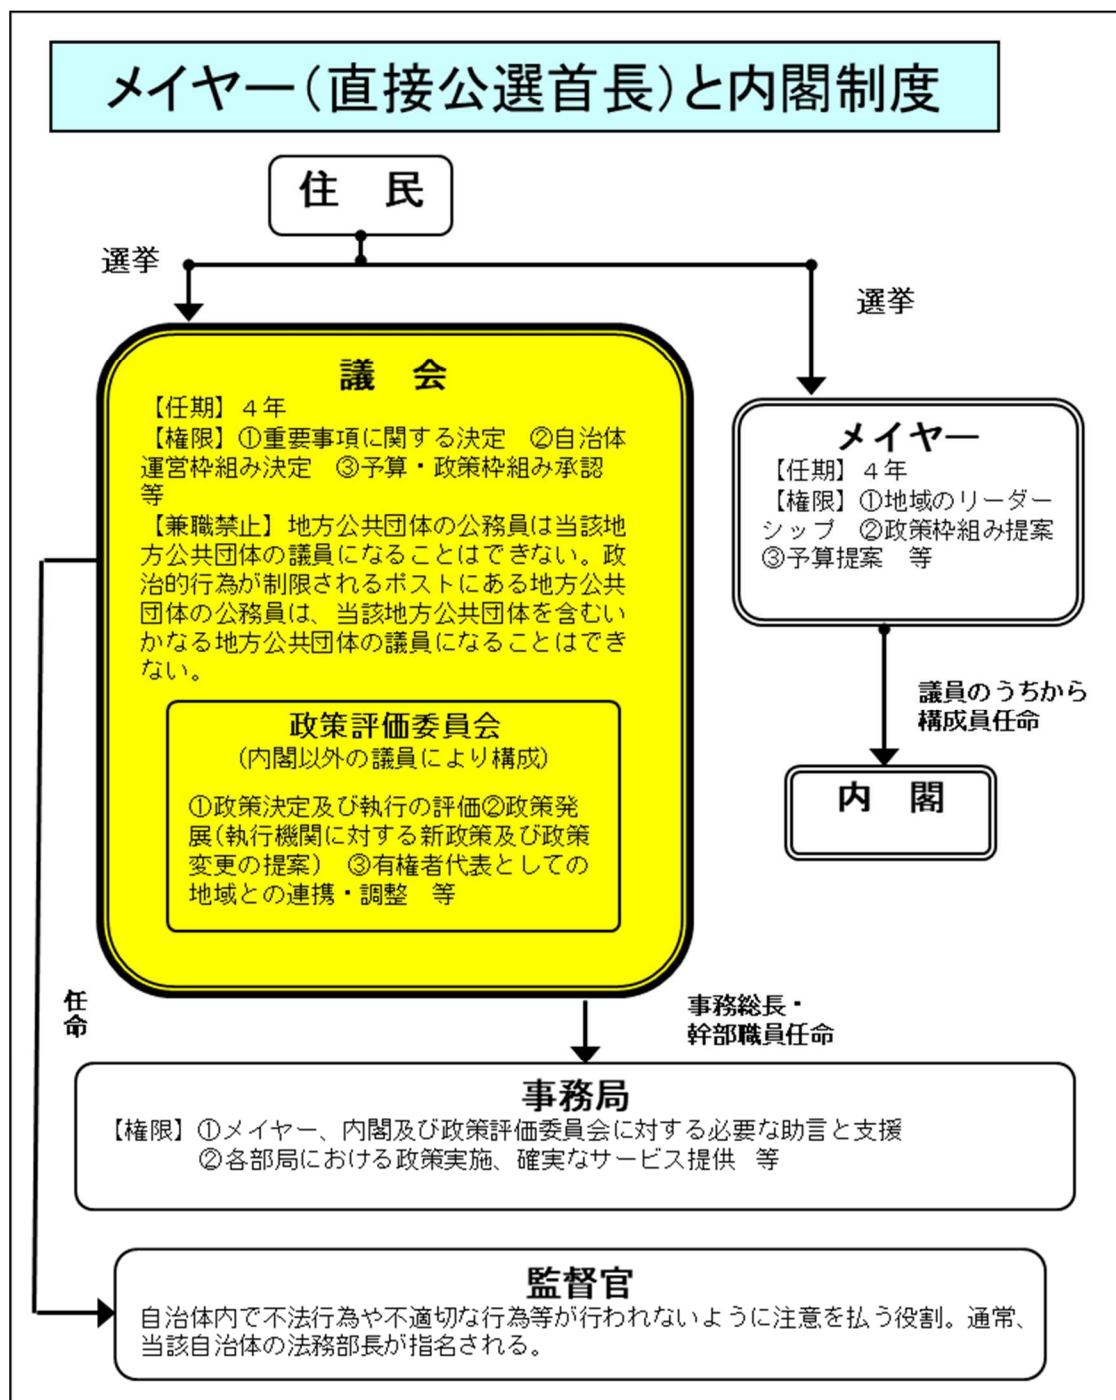 メイヤー(直接公選首長)と内閣制度
住　民
選挙
選挙
議　会
【任期】４年
【権限】①重要事項に関する決定　②自治体
運営枠組み決定　③予算・政策枠組み承認
等
【兼職禁止】地方公共団体の公務員は当該地
方公共団体の議員になることはできない。政
治的行為が制限されるポストにある地方公共
団体の公務員は、当該地方公共団体を含むい
かなる地方公共団体の議員になることはでき
ない。
政策評価委員会
(内閣以外の議員により構成)
①政策決定及び執行の評価②政策発
展(執行機関に対する新政策及び政策
変更の提案)　③有権者代表としての
地域との連携・調整　等
メイヤー
【任期】４年
【権限】①地域のリーダー
シップ　②政策枠組み提案
③予算提案　等
議員のうちから
構成員任命
内　閣
任
命
事務総長・
幹部職員任命
事務局
【権限】①メイヤー、内閣及び政策評価委員会に対する必要な助言と支援
②各部局における政策実施、確実なサービス提供　等
監督官
自治体内で不法行為や不適切な行為等が行われないように注意を払う役割。通常、
当該自治体の法務部長が指名される。